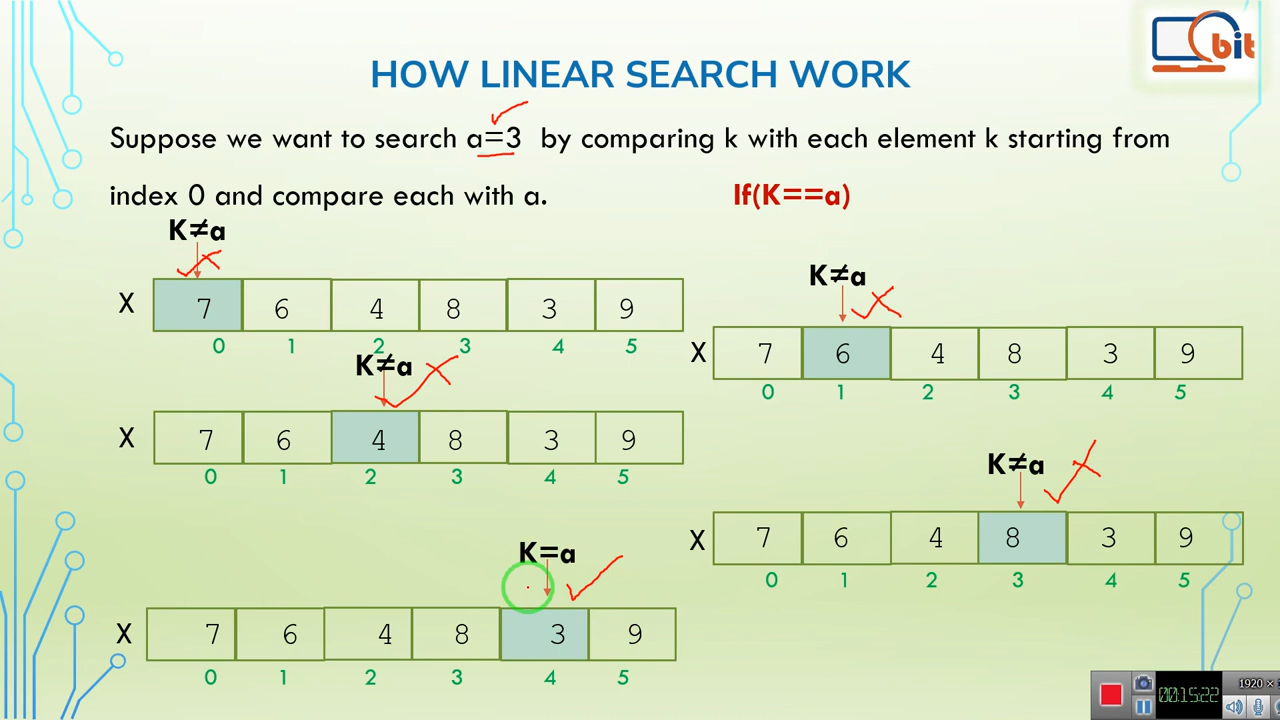 bit
HOW LINEAR SEARCH WORK
Suppose we want to search a=3 by comparing k with each element k starting from
index 0 and compare each with a.
If(K==a)
K≠a
X 7 6 4 8 3 9
0 1 2 3 4 5
K≠a
X 7 6 4 8 3 9
0 1 2 3 4 5
K≠a
X 7 6 4 8 3 9
0 1 2 3 4 5
K≠a
X 7 6 4 8 3 9
0 1 2 3 4 5
K=a
X 7 6 4 8 3 9
0 1 2 3 4 5
00:15:22
1920 ×